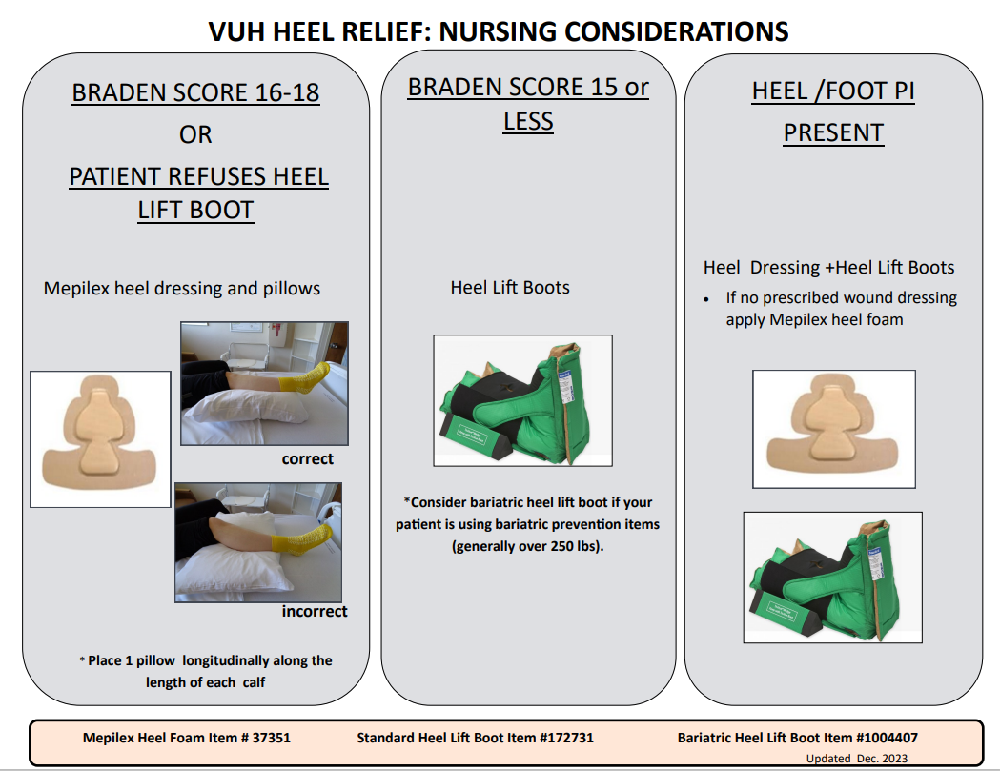 VUH HEEL RELIEF: NURSING CONSIDERATIONS
BRADEN SCORE 16-18
OR
PATIENT REFUSES HEEL
LIFT BOOT
Mepilex heel dressing and pillows
correct
incorrect
* Place 1 pillow longitudinally along the
length of each calf
BRADEN SCORE 15 or
LESS
Heel Lift Boots
*Consider bariatric heel lift boot if your
patient is using bariatric prevention items
(generally over 250 lbs).
HEEL /FOOT PI
PRESENT
Heel Dressing +Heel Lift Boots
• If no prescribed wound dressing
apply Mepilex heel foam
Mepilex Heel Foam Item # 37351
Standard Heel Lift Boot Item #172731
Bariatric Heel Lift Boot Item #1004407
Updated Dec. 2023